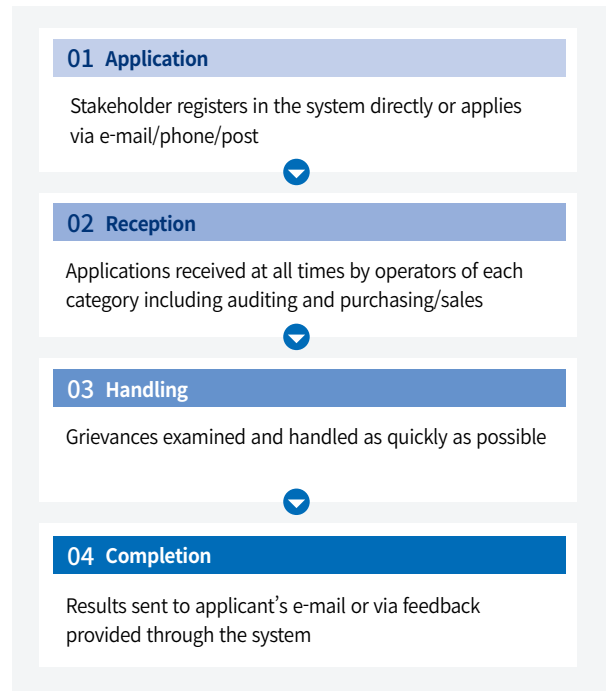 01 Application
Stakeholder registers in the system directly or applies
via e-mail/phone/post
02 Reception
Applications received at all times by operators of each
category including auditing and purchasing/sales
03 Handling
Grievances examined and handled as quickly as possible
04 Completion
Results sent to applicant’s e-mail or via feedback
provided through the system